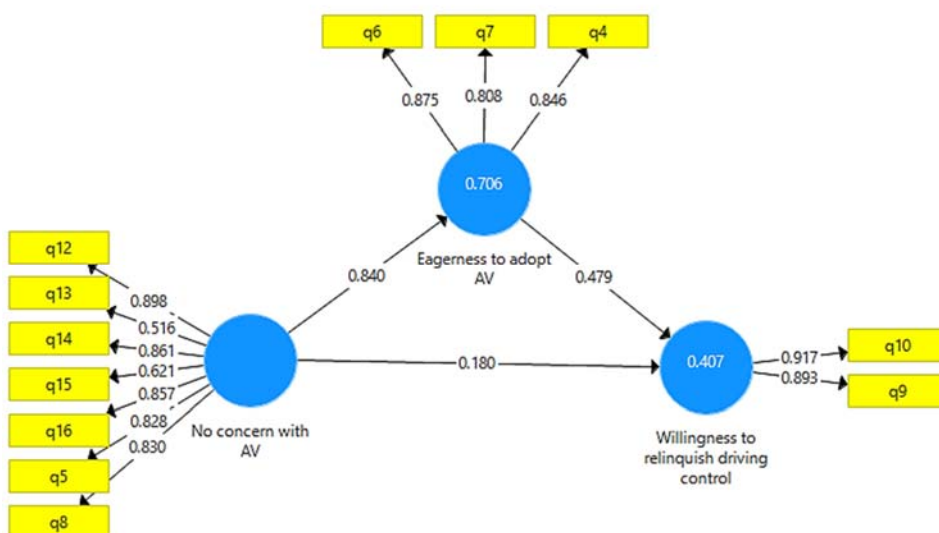 q6
q7
q4
0.875
0.808
0.846
0.706
Eagerness to adopt
AV
0.840
0.479
q12
q13
q14
q15
q16
q5
q8
0.898
0.516
0.861
0.621
0.857
0.828
0.830
No concern with
AV
0.180
0.407
Willingness to
relinquish driving
control
0.917
0.893
q10
q9